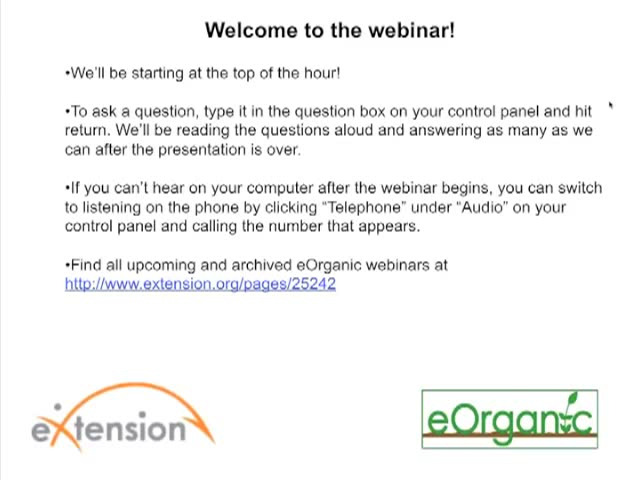 Welcome to the webinar!
•We'll be starting at the top of the hour!
•To ask a question, type it in the question box on your control panel and hit
return. We'll be reading the questions aloud and answering as many as we
can after the presentation is over.
•If you can't hear on your computer after the webinar begins, you can switch
to listening on the phone by clicking “Telephone” under “Audio” on your
control panel and calling the number that appears.
•Find all upcoming and archived eOrganic webinars at
http://www.extension.org/pages/25242
eXtension
eOrganic